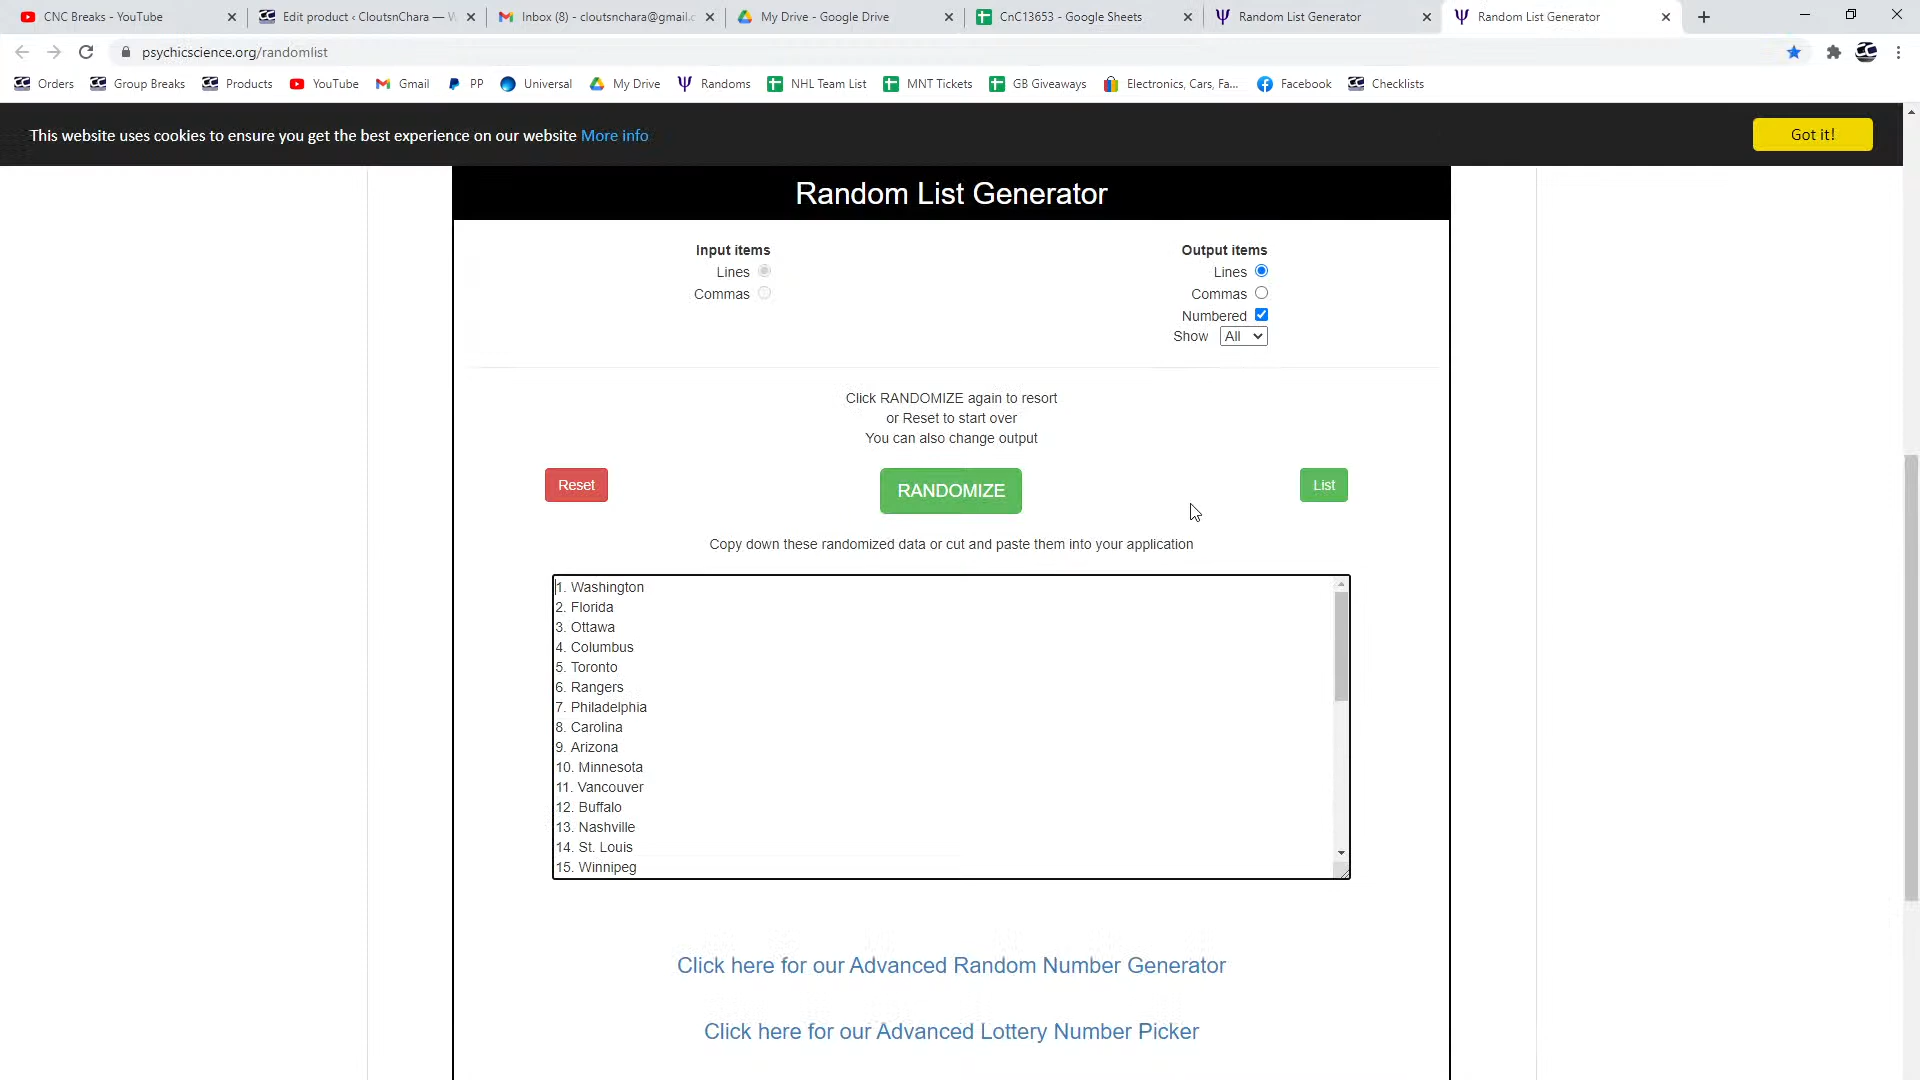 CNC Breaks - YouTube
Edit product ‹ CloutsnChara — W
Inbox (8) - cloutsnchara@gmail.c
My Drive - Google Drive
CnC13653 - Google Sheets
Random List Generator
Random List Generator
psychicscience.org/randomlist
Orders
Group Breaks
Products
YouTube
Gmail
PP
Universal
My Drive
Randoms
NHL Team List
MNT Tickets
GB Giveaways
Electronics, Cars, Fa...
Facebook
Checklists
This website uses cookies to ensure you get the best experience on our website More info
Got it!
Random List Generator
Input items
Lines
Commas
Output items
Lines
Commas
Numbered
Show All
Click RANDOMIZE again to resort
or Reset to start over
You can also change output
Reset
RANDOMIZE
List
Copy down these randomized data or cut and paste them into your application
1. Washington
2. Florida
3. Ottawa
4. Columbus
5. Toronto
6. Rangers
7. Philadelphia
8. Carolina
9. Arizona
10. Minnesota
11. Vancouver
12. Buffalo
13. Nashville
14. St. Louis
15. Winnipeg
Click here for our Advanced Random Number Generator
Click here for our Advanced Lottery Number Picker